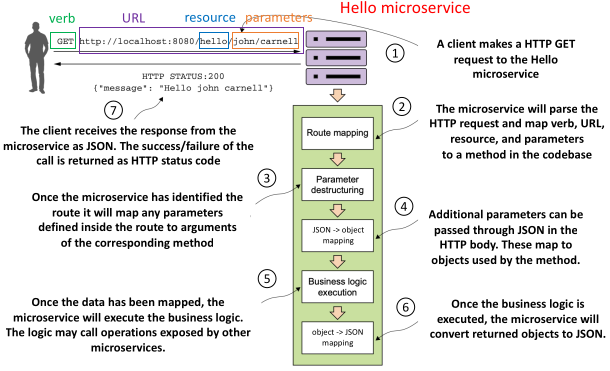 Hello microservice
verb URL resource parameters
GET http://localhost:8080/hello/john/carnell
HTTP STATUS:200
{"message": "Hello john carnell"}
1
A client makes a HTTP GET
request to the Hello
microservice
2
The microservice will parse the
HTTP request and map verb, URL,
resource, and parameters
to a method in the codebase
Route mapping
7
The client receives the response from the
microservice as JSON. The success/failure of the
call is returned as HTTP status code
3
Once the microservice has identified the
route it will map any parameters
defined inside the route to arguments
of the corresponding method
Parameter
destructuring
4
Additional parameters can be
passed through JSON in the
HTTP body. These map to
objects used by the method.
JSON -> object
mapping
5
Once the data has been mapped, the
microservice will execute the business logic.
The logic may call operations exposed by other
microservices.
Business logic
execution
6
Once the business logic is
executed, the microservice will
convert returned objects to JSON.
object -> JSON
mapping